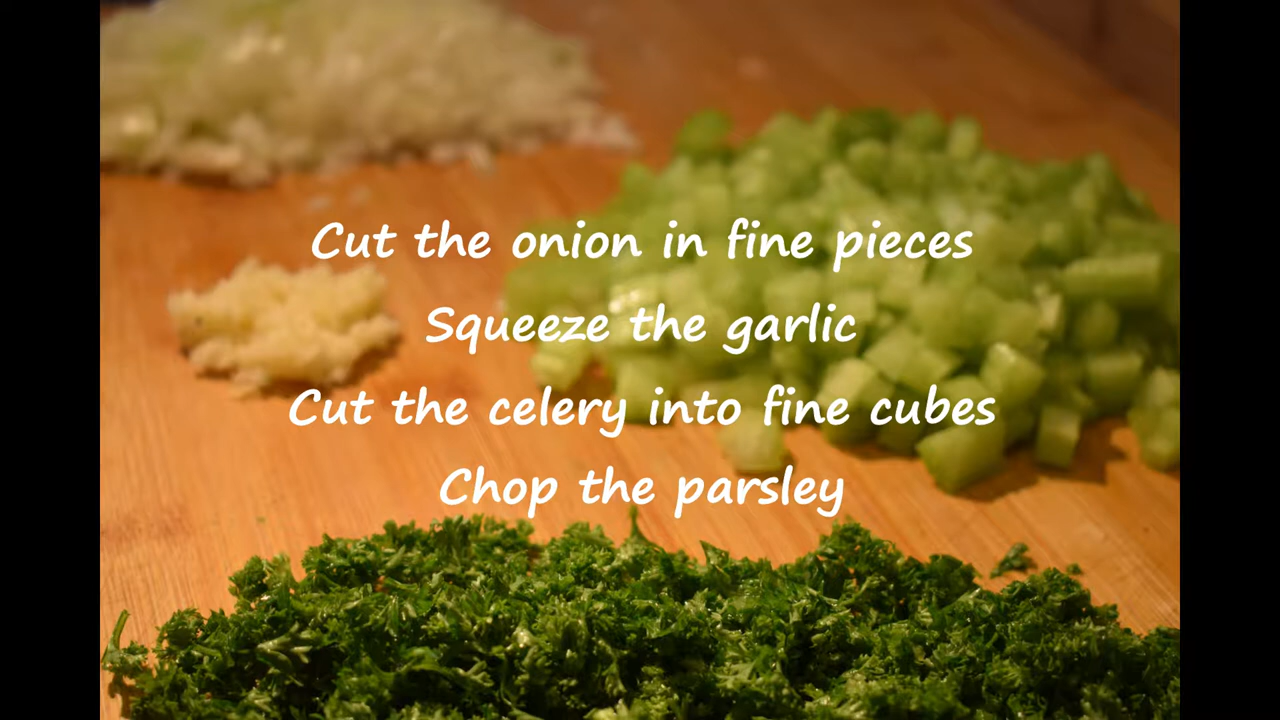 Cut the onion in fine pieces
Squeeze the garlic
Cut the celery into fine cubes
Chop the parsley